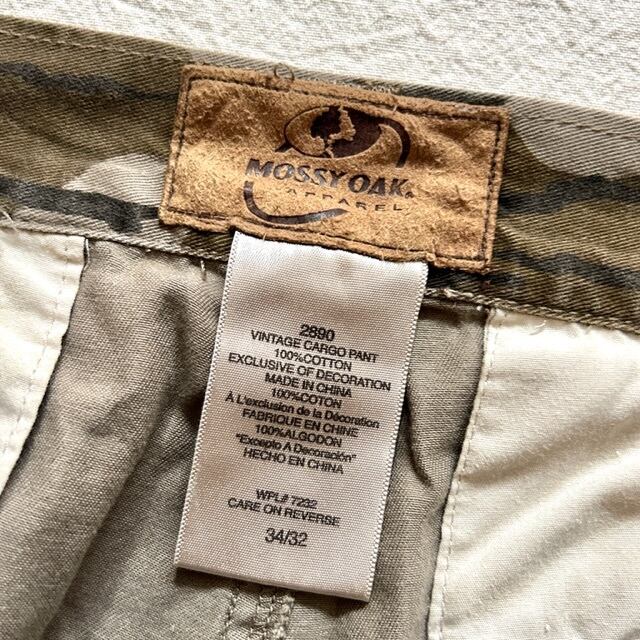 MOSSY OAK®
APPAREL
2890
VINTAGE CARGO PANT
100%COTTON
EXCLUSIVE OF DECORATION
MADE IN CHINA
100%COTON
À L'exclusion de la Décoration
FABRIQUE EN CHINE
100%ALGODON
"Excepto A Decoración"
HECHO EN CHINA
WPL# 7232
CARE ON REVERSE
34/32